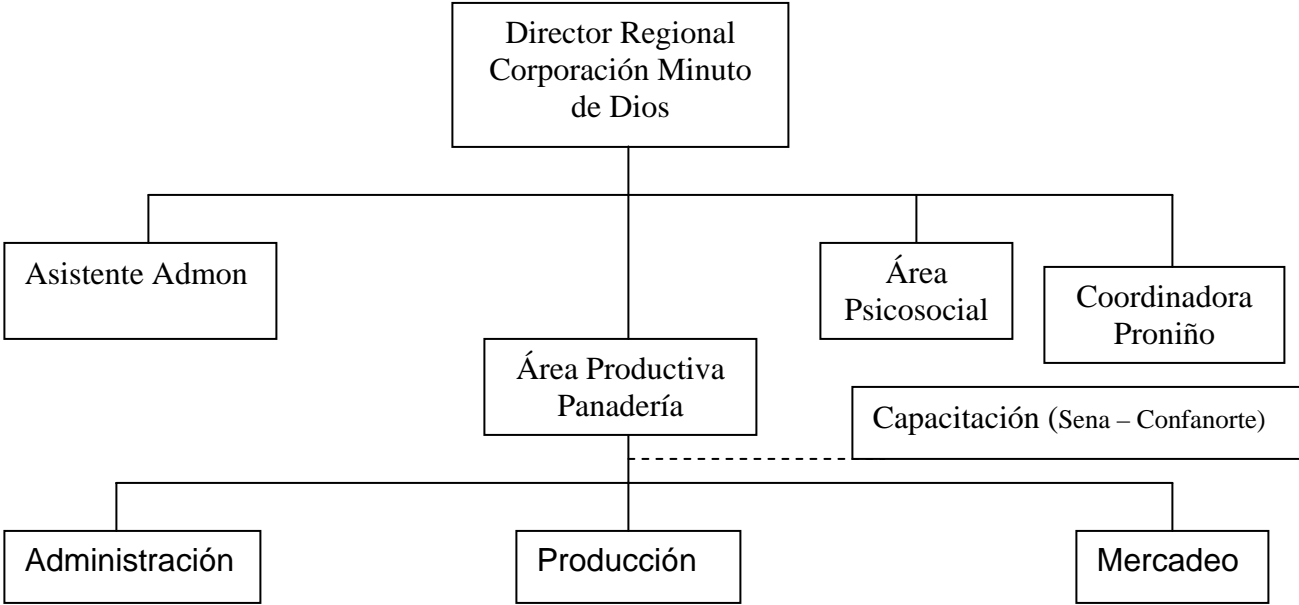 Director Regional
Corporación Minuto
de Dios
Asistente Admon
Área
Psicosocial
Coordinadora
Proniño
Área Productiva
Panadería
Capacitación (Sena – Confanorte)
Administración
Producción
Mercadeo